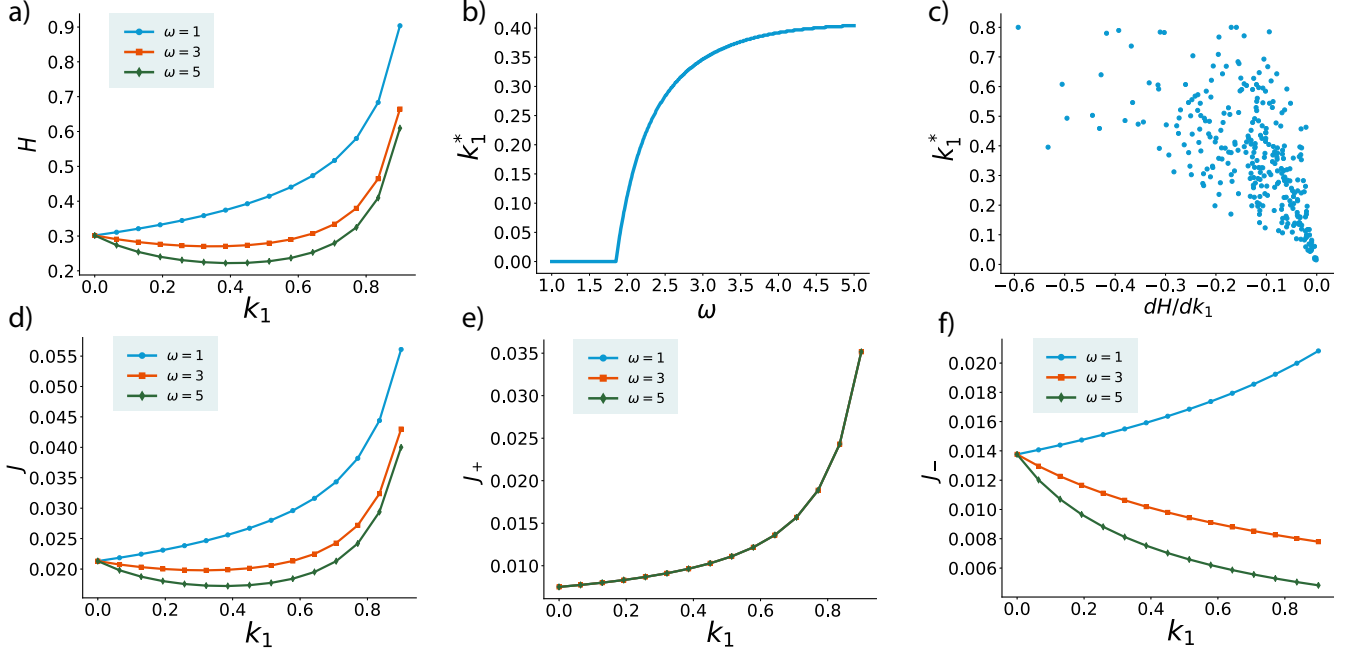 a)
0.9
0.8
0.7
0.6
0.5
0.4
0.3
0.2
H
ω = 1
ω = 3
ω = 5
0.0 0.2 0.4 0.6 0.8
k₁
b)
0.40
0.35
0.30
0.25
0.20
0.15
0.10
0.05
0.00
k₁*
1.0 1.5 2.0 2.5 3.0 3.5 4.0 4.5 5.0
ω
c)
0.8
0.7
0.6
0.5
0.4
0.3
0.2
0.1
0.0
k₁*
−0.6 −0.5 −0.4 −0.3 −0.2 −0.1 0.0
dH/dk₁
d)
0.055
0.050
0.045
0.040
0.035
0.030
0.025
0.020
J
ω = 1
ω = 3
ω = 5
0.0 0.2 0.4 0.6 0.8
k₁
e)
0.035
0.030
0.025
0.020
0.015
0.010
J₊
ω = 1
ω = 3
ω = 5
0.0 0.2 0.4 0.6 0.8
k₁
f)
0.020
0.018
0.016
0.014
0.012
0.010
0.008
0.006
J₋
ω = 1
ω = 3
ω = 5
0.0 0.2 0.4 0.6 0.8
k₁